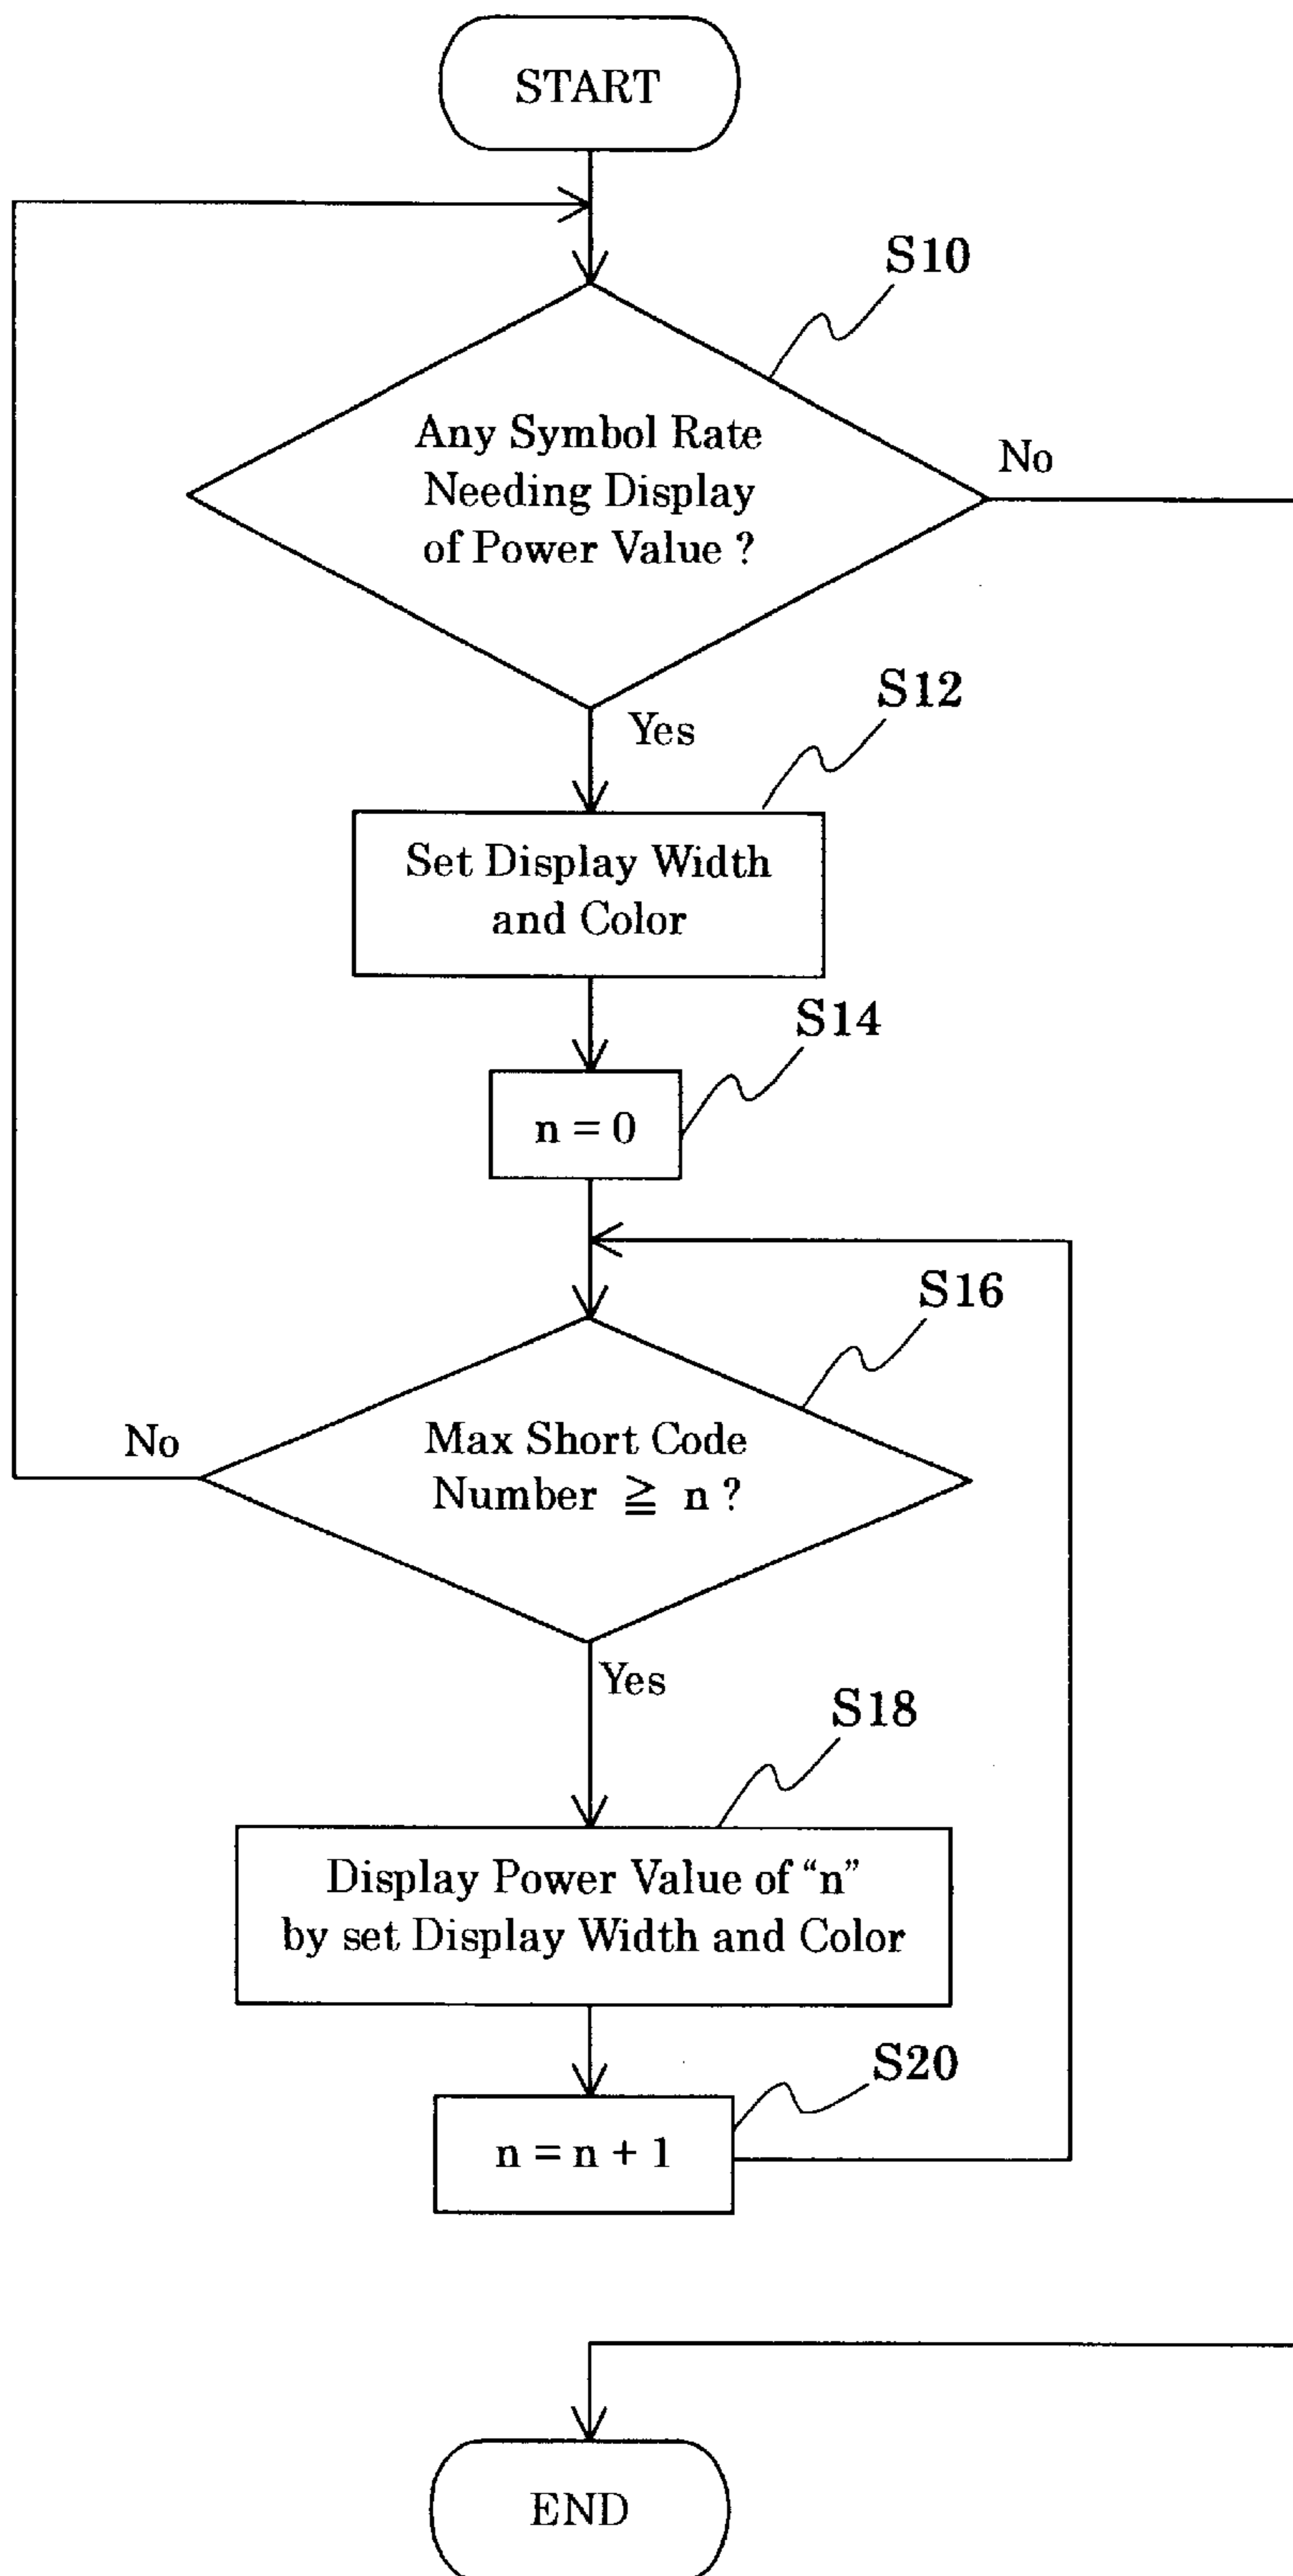 START
S10
Any Symbol Rate
Needing Display
of Power Value ?
No
Yes
S12
Set Display Width
and Color
S14
n = 0
S16
Max Short Code
Number ≧ n ?
No
Yes
S18
Display Power Value of “n”
by set Display Width and Color
S20
n = n + 1
END